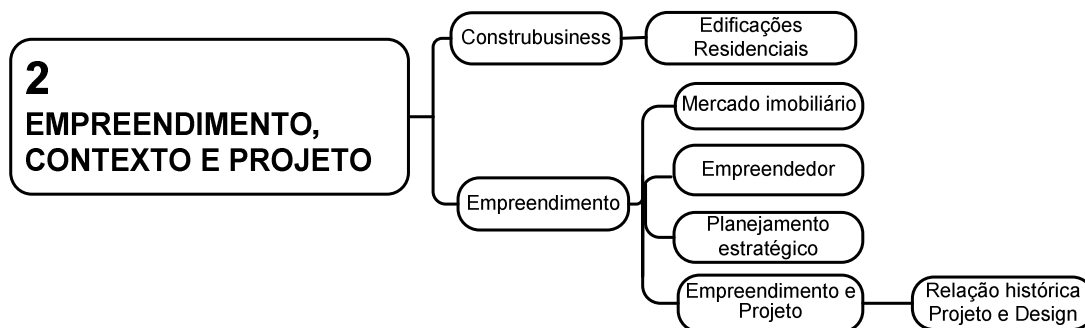 2
EMPREENDIMENTO,
CONTEXTO E PROJETO
Construbusiness
Edificações
Residenciais
Empreendimento
Mercado imobiliário
Empreendedor
Planejamento
estratégico
Empreendimento e
Projeto
Relação histórica
Projeto e Design